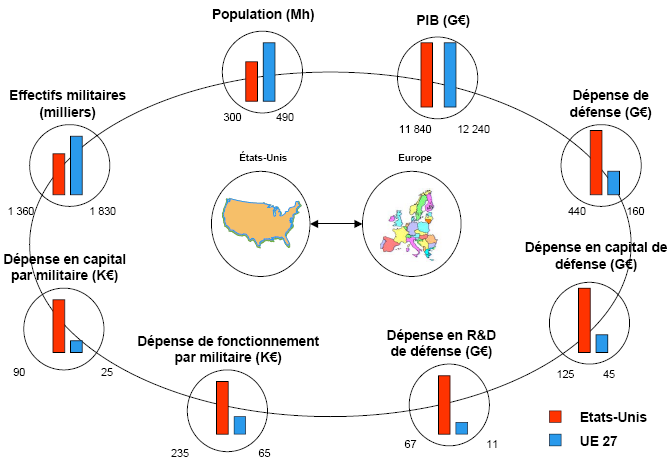 Population (Mh)
300 490
PIB (G€)
11 840 12 240
Effectifs militaires
(milliers)
1 360 1 830
Dépense de
défense (G€)
440 160
États-Unis
Europe
Dépense en capital
par militaire (K€)
90 25
Dépense en capital de
défense (G€)
125 45
Dépense de fonctionnement
par militaire (K€)
235 65
Dépense en R&D
de défense (G€)
67 11
Etats-Unis
UE 27